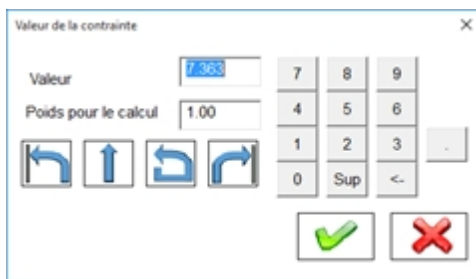 Valeur de la contrainte
Valeur 7.363
Poids pour le calcul 1.00
7 8 9
4 5 6
1 2 3 .
0 Sup <-